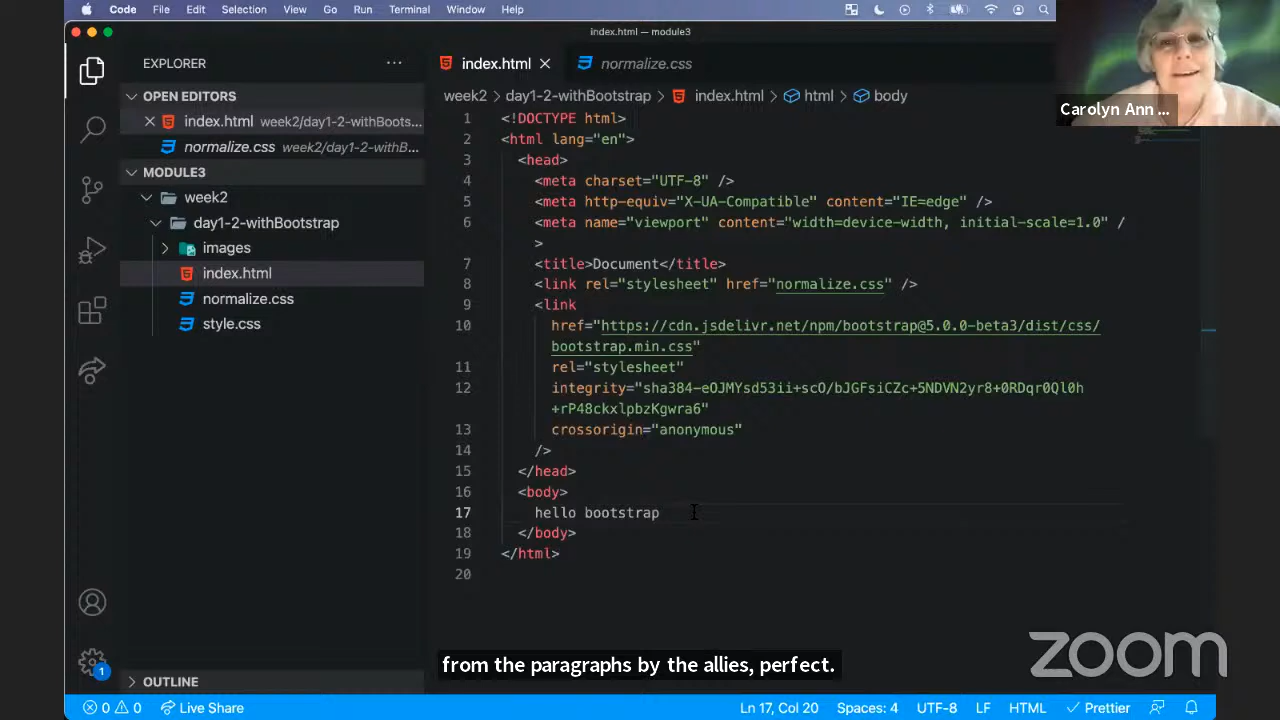 Code File Edit Selection View Go Run Terminal Window Help
index.html — module3
EXPLORER
OPEN EDITORS
index.html week2/day1-2-withBoots...
normalize.css week2/day1-2-withB...
MODULE3
week2
day1-2-withBootstrap
images
index.html
normalize.css
style.css
OUTLINE
index.html
normalize.css
week2 > day1-2-withBootstrap > index.html > html > body
1 <!DOCTYPE html>
2 <html lang="en">
3 <head>
4 <meta charset="UTF-8" />
5 <meta http-equiv="X-UA-Compatible" content="IE=edge" />
6 <meta name="viewport" content="width=device-width, initial-scale=1.0" /
>
7 <title>Document</title>
8 <link rel="stylesheet" href="normalize.css" />
9 <link
10 href="https://cdn.jsdelivr.net/npm/bootstrap@5.0.0-beta3/dist/css/
bootstrap.min.css"
11 rel="stylesheet"
12 integrity="sha384-eOJMYsd53ii+scO/bJGFsiCZc+5NDVN2yr8+0RDqr0Ql0h
+rP48ckxlpbzKgwra6"
13 crossorigin="anonymous"
14 />
15 </head>
16 <body>
17 hello bootstrap
18 </body>
19 </html>
20
Carolyn Ann ...
from the paragraphs by the allies, perfect.
zoom
1
0 0 Live Share
Ln 17, Col 20 Spaces: 4 UTF-8 LF HTML Prettier